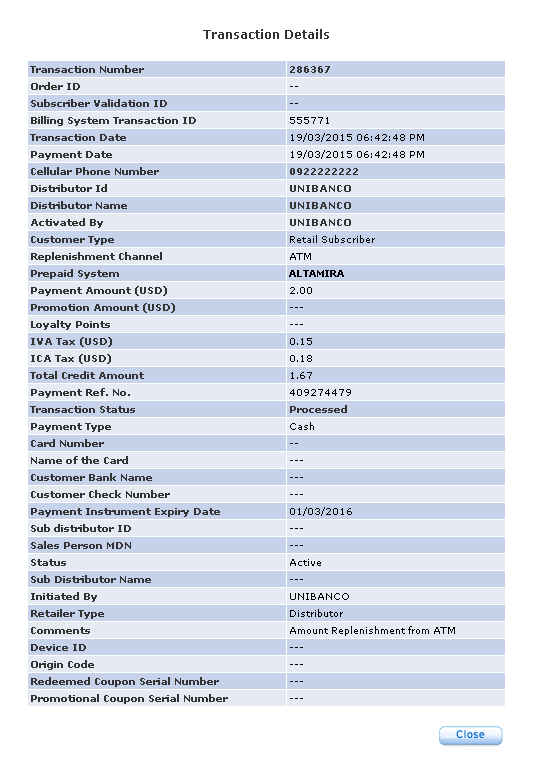 Transaction Details
Transaction Number 286367
Order ID --
Subscriber Validation ID --
Billing System Transaction ID 555771
Transaction Date 19/03/2015 06:42:48 PM
Payment Date 19/03/2015 06:42:48 PM
Cellular Phone Number 0922222222
Distributor Id UNIBANCO
Distributor Name UNIBANCO
Activated By UNIBANCO
Customer Type Retail Subscriber
Replenishment Channel ATM
Prepaid System ALTAMIRA
Payment Amount (USD) 2.00
Promotion Amount (USD) ---
Loyalty Points ---
IVA Tax (USD) 0.15
ICA Tax (USD) 0.18
Total Credit Amount 1.67
Payment Ref. No. 409274479
Transaction Status Processed
Payment Type Cash
Card Number --
Name of the Card ---
Customer Bank Name ---
Customer Check Number ---
Payment Instrument Expiry Date 01/03/2016
Sub distributor ID ---
Sales Person MDN ---
Status Active
Sub Distributor Name ---
Initiated By UNIBANCO
Retailer Type Distributor
Comments Amount Replenishment from ATM
Device ID ---
Origin Code ---
Redeemed Coupon Serial Number ---
Promotional Coupon Serial Number ---
Close